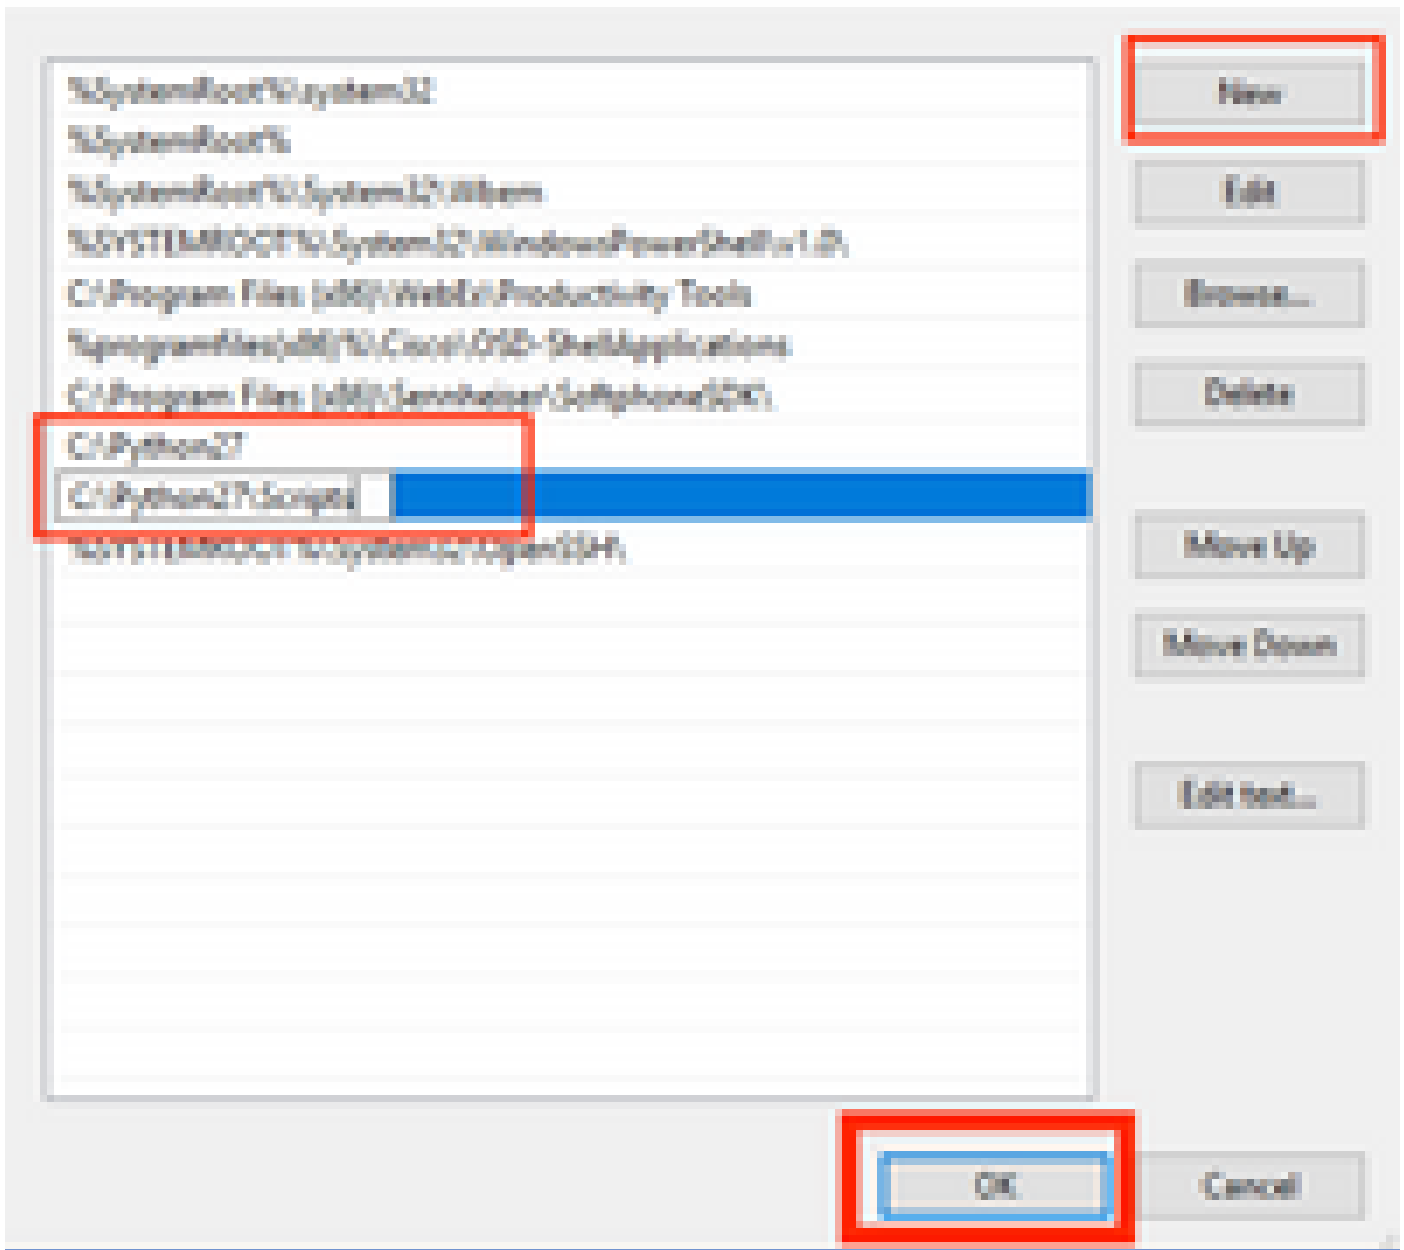 %SystemRoot%\system32
%SystemRoot%
%SystemRoot%\System32\Wbem
%SYSTEMROOT%\System32\WindowsPowerShell\v1.0\
C:\Program Files (x86)\WebEx\Productivity Tools
%programfiles(x86)%\Cisco\OSD-ShellApplications
C:\Program Files (x86)\Sennheiser\SoftphoneSDK\
C:\Python27
C:\Python27\Scripts
%SYSTEMROOT%\System32\OpenSSH\
New
Edit
Browse...
Delete
Move Up
Move Down
Edit text...
OK
Cancel